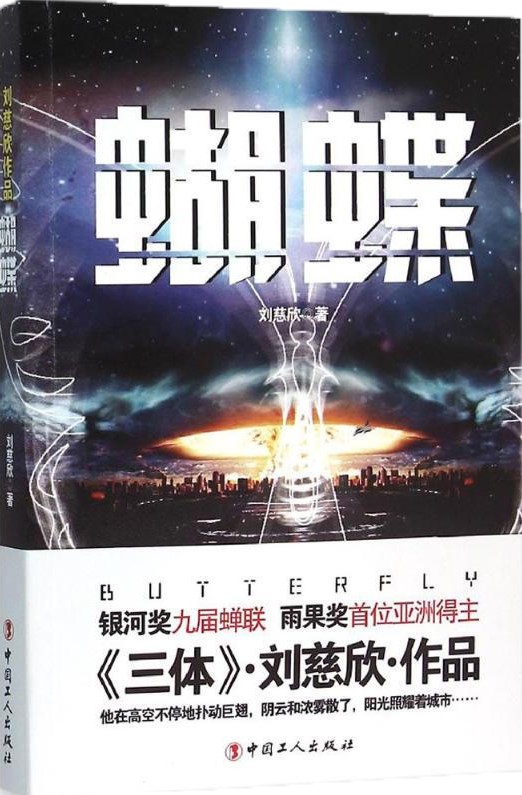 刘慈欣作品
蝴蝶
刘慈欣 著
中国工人出版社
蝴蝶
刘慈欣◎著
BUTTERFLY
银河奖九届蝉联 雨果奖首位亚洲得主
《三体》·刘慈欣·作品
他在高空不停地扑动巨翅，阴云和浓雾散了，阳光照耀着城市……
中国工人出版社